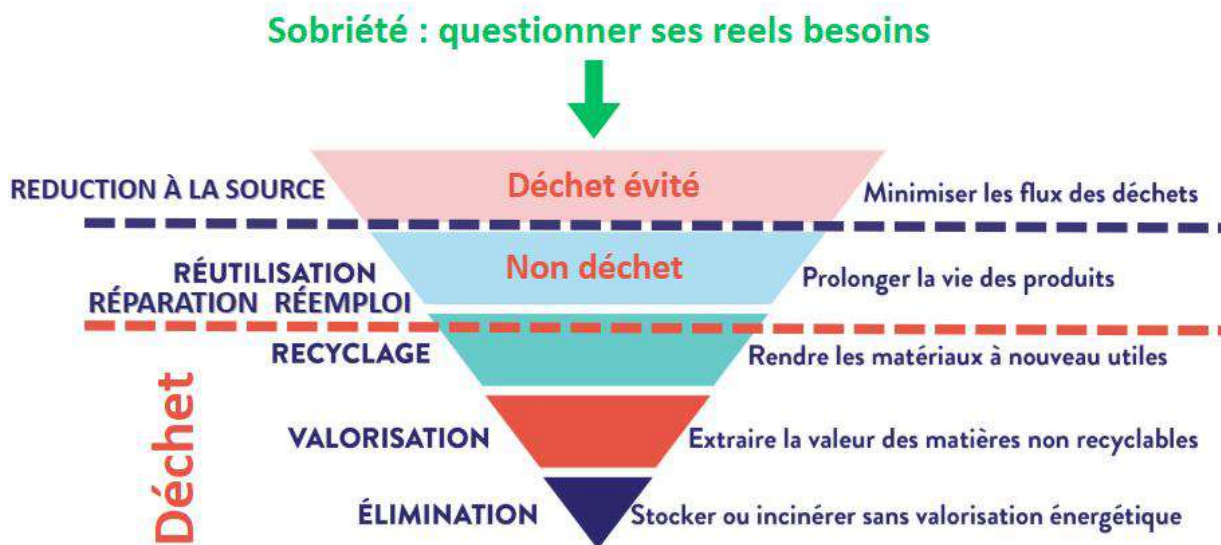 Sobriété : questionner ses reels besoins
REDUCTION À LA SOURCE
Déchet évité
Minimiser les flux des déchets
RÉUTILISATION
RÉPARATION RÉEMPLOI
Non déchet
Prolonger la vie des produits
RECYCLAGE
Rendre les matériaux à nouveau utiles
Déchet
VALORISATION
Extraire la valeur des matières non recyclables
ÉLIMINATION
Stocker ou incinérer sans valorisation énergétique